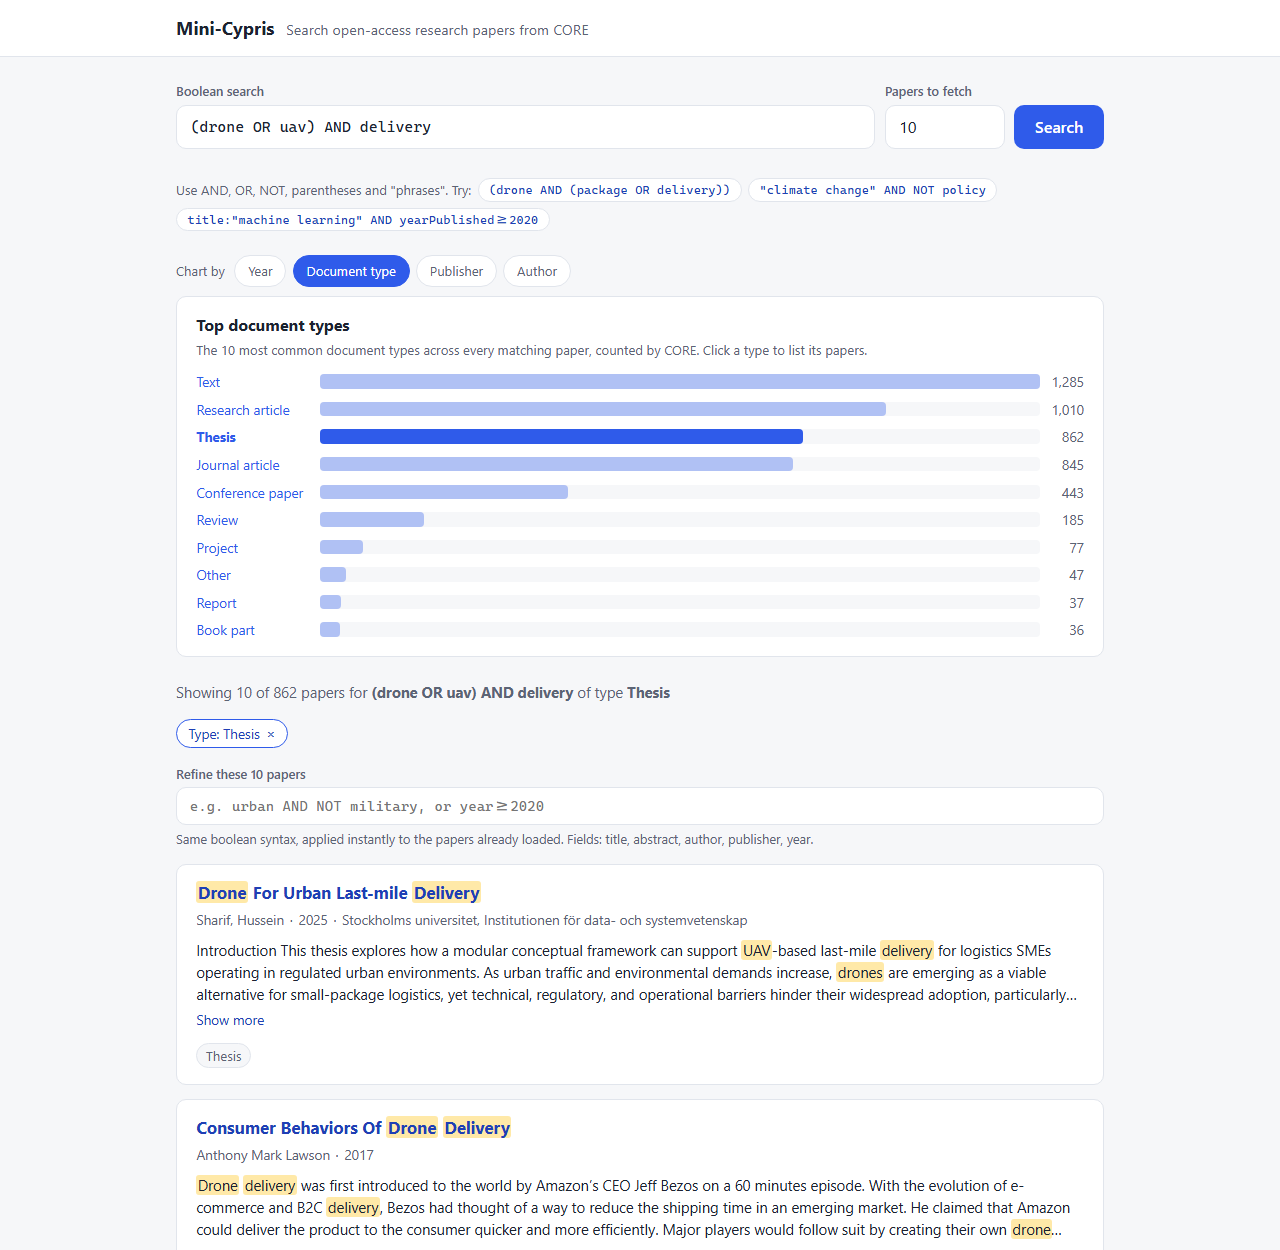 Mini-Cypris Search open-access research papers from CORE
Boolean search
Papers to fetch
(drone OR uav) AND delivery
10
Search
Use AND, OR, NOT, parentheses and "phrases". Try: (drone AND (package OR delivery)) "climate change" AND NOT policy
title:"machine learning" AND yearPublished≥2020
Chart by Year Document type Publisher Author
Top document types
The 10 most common document types across every matching paper, counted by CORE. Click a type to list its papers.
Text 1,285
Research article 1,010
Thesis 862
Journal article 845
Conference paper 443
Review 185
Project 77
Other 47
Report 37
Book part 36
Showing 10 of 862 papers for (drone OR uav) AND delivery of type Thesis
Type: Thesis ×
Refine these 10 papers
e.g. urban AND NOT military, or year≥2020
Same boolean syntax, applied instantly to the papers already loaded. Fields: title, abstract, author, publisher, year.
Drone For Urban Last-mile Delivery
Sharif, Hussein · 2025 · Stockholms universitet, Institutionen för data- och systemvetenskap
Introduction This thesis explores how a modular conceptual framework can support UAV-based last-mile delivery for logistics SMEs
operating in regulated urban environments. As urban traffic and environmental demands increase, drones are emerging as a viable
alternative for small-package logistics, yet technical, regulatory, and operational barriers hinder their widespread adoption, particularly…
Show more
Thesis
Consumer Behaviors Of Drone Delivery
Anthony Mark Lawson · 2017
Drone delivery was first introduced to the world by Amazon’s CEO Jeff Bezos on a 60 minutes episode. With the evolution of e-
commerce and B2C delivery, Bezos had thought of a way to reduce the shipping time in an emerging market. He claimed that Amazon
could deliver the product to the consumer quicker and more efficiently. Major players would follow suit by creating their own drone…